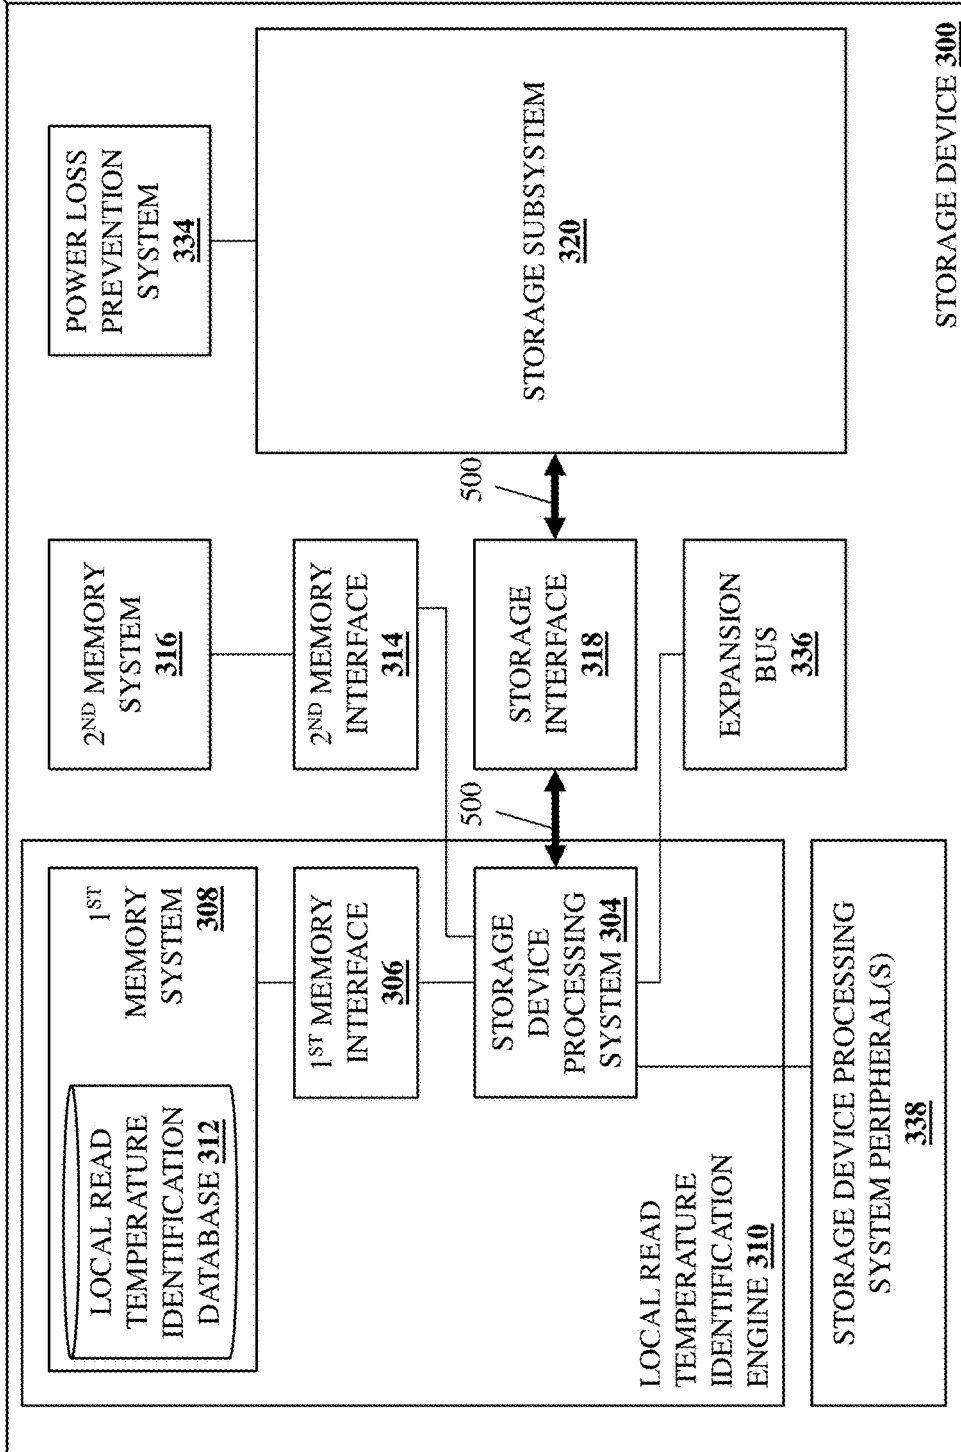 LOCAL READ
TEMPERATURE
IDENTIFICATION
DATABASE 312
1ST
MEMORY
SYSTEM
308
1ST MEMORY
INTERFACE
306
STORAGE
DEVICE
PROCESSING
SYSTEM 304
LOCAL READ
TEMPERATURE
IDENTIFICATION
ENGINE 310
STORAGE DEVICE PROCESSING
SYSTEM PERIPHERAL(S)
338
2ND MEMORY
SYSTEM
316
2ND MEMORY
INTERFACE
314
500
STORAGE
INTERFACE
318
500
EXPANSION
BUS
336
POWER LOSS
PREVENTION
SYSTEM
334
STORAGE SUBSYSTEM
320
STORAGE DEVICE 300